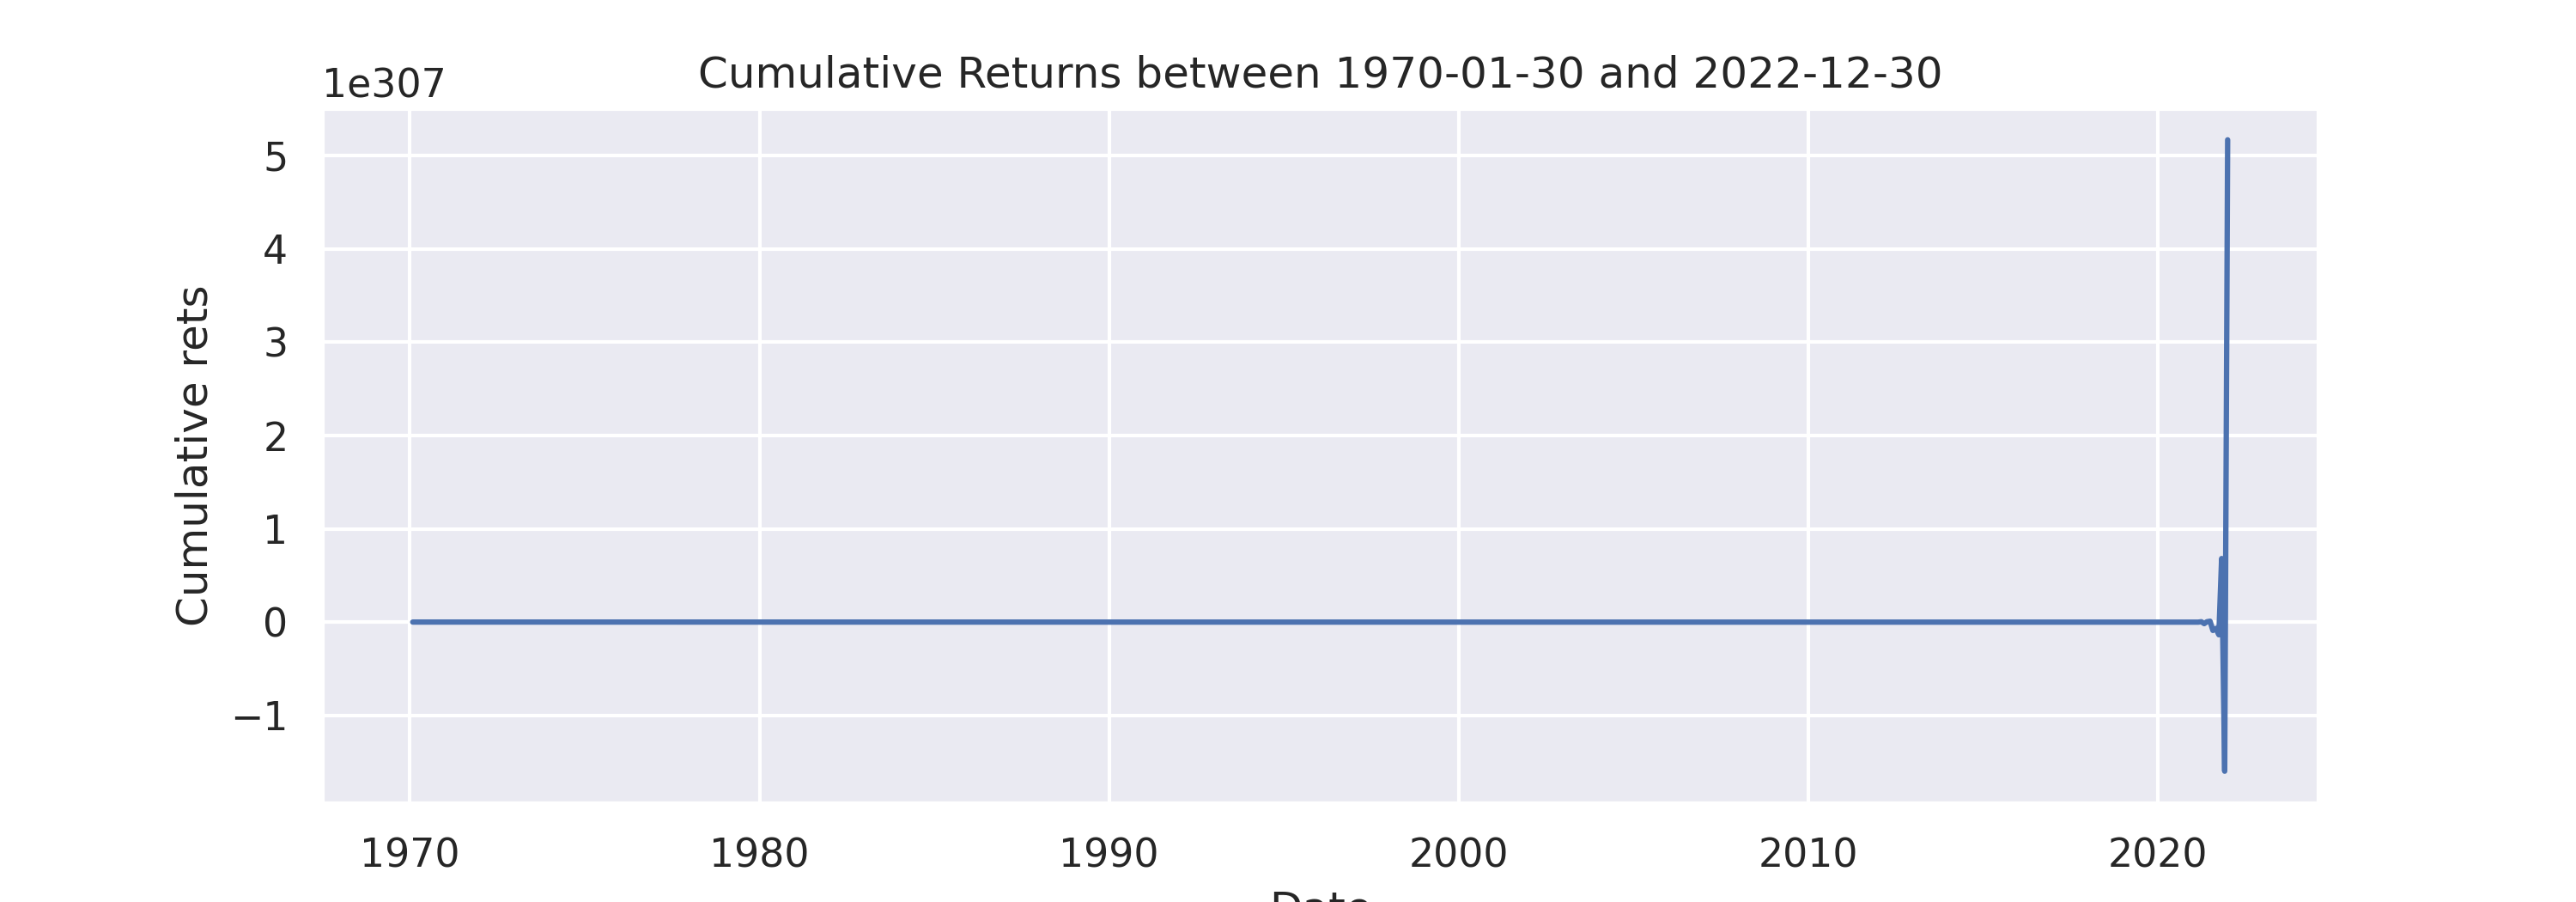 Cumulative Returns between 1970-01-30 and 2022-12-30
1e307
5
4
3
2
1
0
−1
Cumulative rets
1970 1980 1990 2000 2010 2020
Date